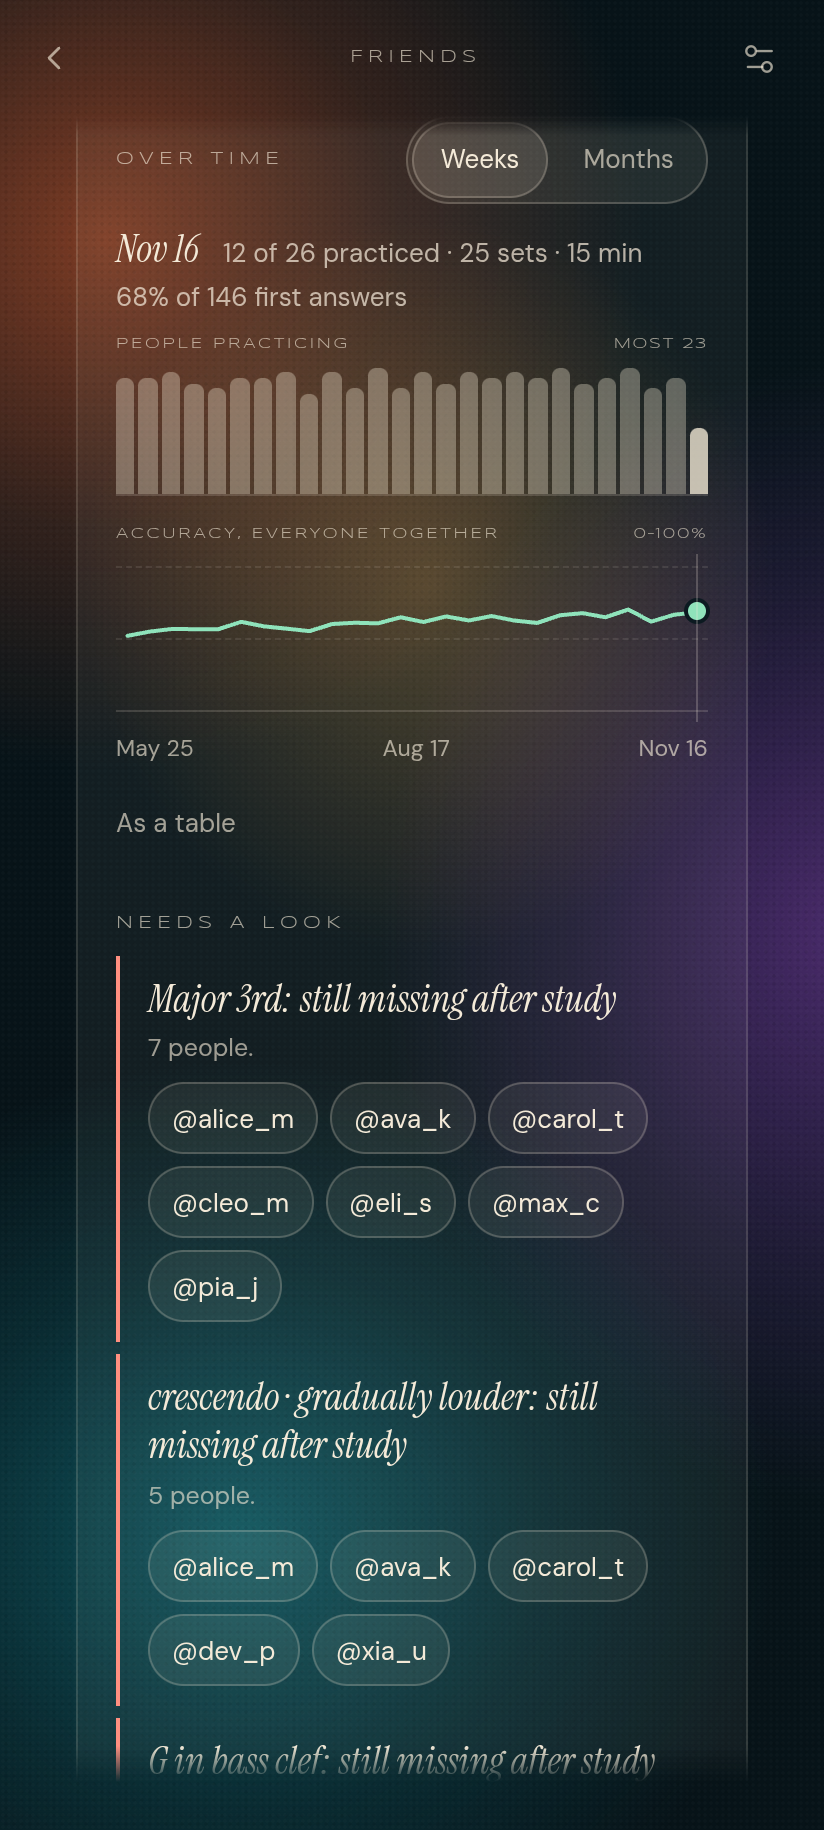 FRIENDS
OVER TIME
Weeks
Months
Nov 16 12 of 26 practiced · 25 sets · 15 min
68% of 146 first answers
PEOPLE PRACTICING
MOST 23
ACCURACY, EVERYONE TOGETHER
0-100%
May 25
Aug 17
Nov 16
As a table
NEEDS A LOOK
Major 3rd: still missing after study
7 people.
@alice_m
@ava_k
@carol_t
@cleo_m
@eli_s
@max_c
@pia_j
crescendo · gradually louder: still
missing after study
5 people.
@alice_m
@ava_k
@carol_t
@dev_p
@xia_u
G in bass clef: still missing after study